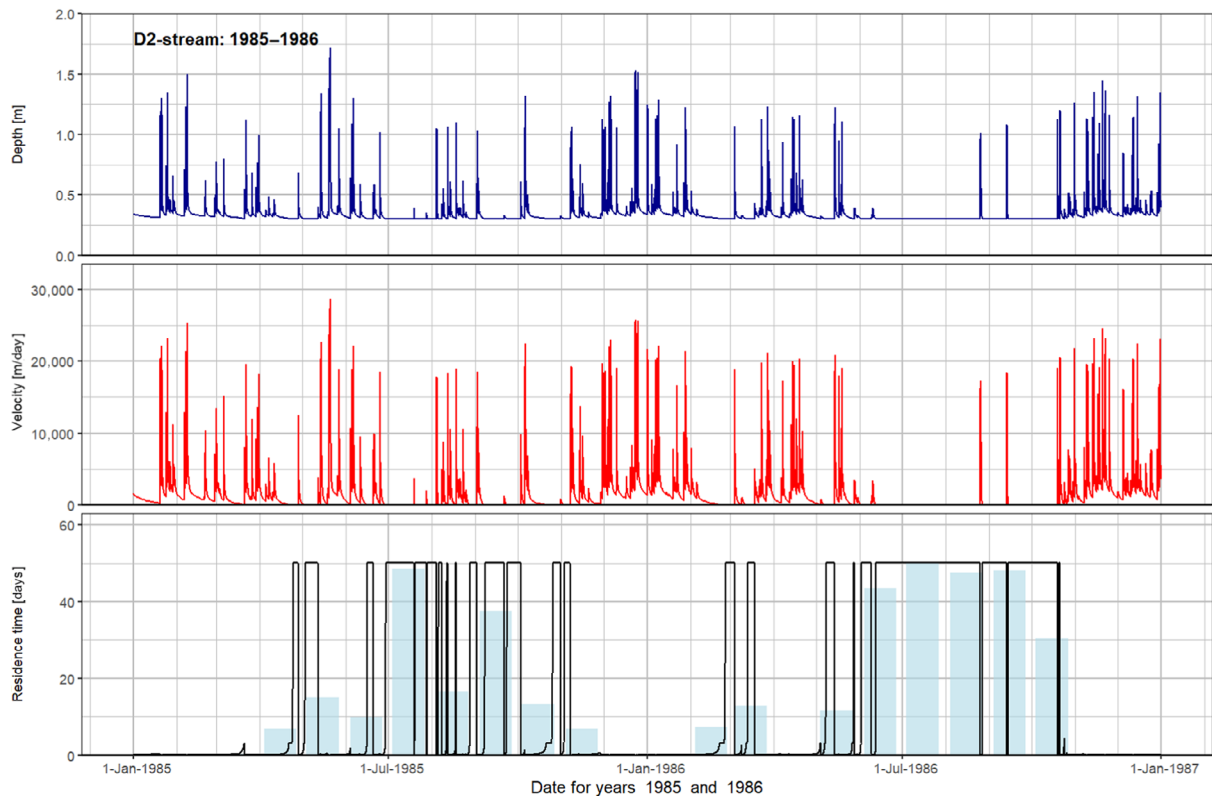 D2-stream: 1985–1986
Depth [m]
2.0
1.5
1.0
0.5
0.0
Velocity [m/day]
30,000
20,000
10,000
0
Residence time [days]
60
40
20
0
1-Jan-1985 1-Jul-1985 1-Jan-1986 1-Jul-1986 1-Jan-1987
Date for years 1985 and 1986